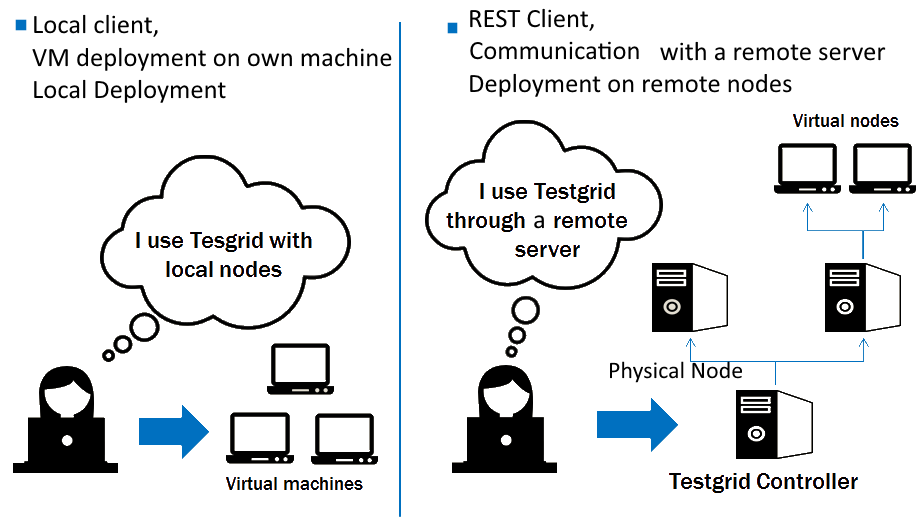 Local client,
VM deployment on own machine
Local Deployment
I use Tesgrid with
local nodes
Virtual machines
REST Client,
Communication with a remote server
Deployment on remote nodes
Virtual nodes
I use Testgrid
through a remote
server
Physical Node
Testgrid Controller